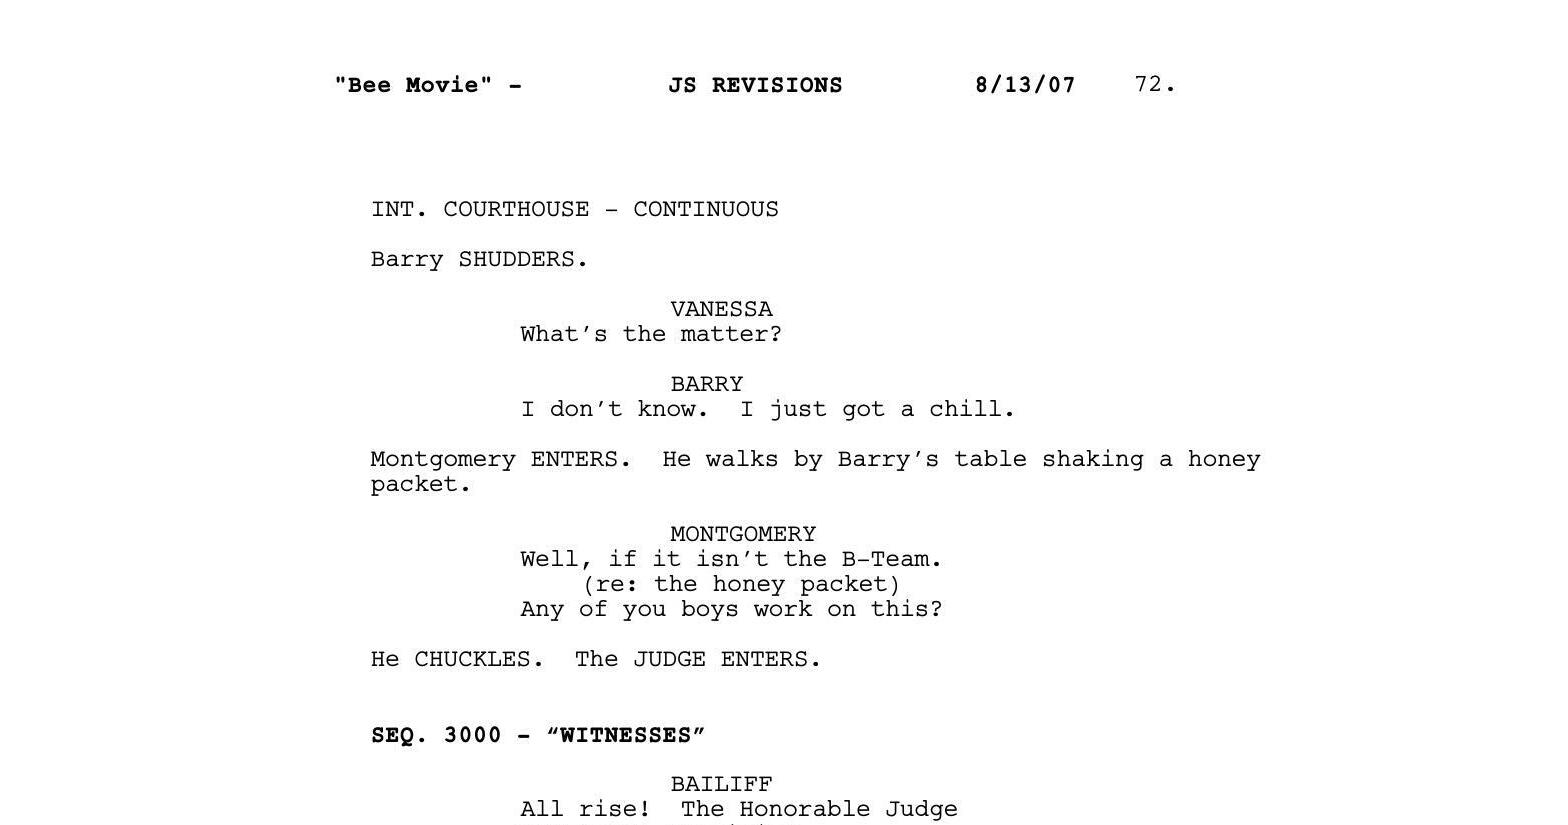 "Bee Movie" - JS REVISIONS 8/13/07 72.
INT. COURTHOUSE - CONTINUOUS
Barry SHUDDERS.
VANESSA
What's the matter?
BARRY
I don't know.  I just got a chill.
Montgomery ENTERS.  He walks by Barry's table shaking a honey
packet.
MONTGOMERY
Well, if it isn't the B-Team.
(re: the honey packet)
Any of you boys work on this?
He CHUCKLES.  The JUDGE ENTERS.
SEQ. 3000 - “WITNESSES”
BAILIFF
All rise!  The Honorable Judge